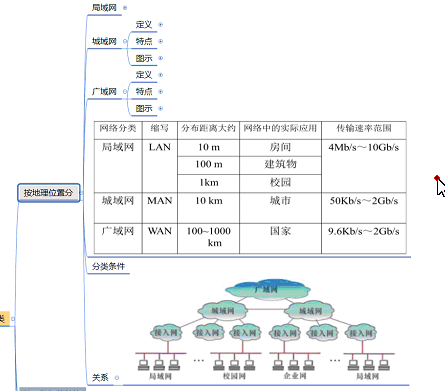 局域网
城域网
定义
特点
图示
广域网
定义
特点
图示
网络分类 缩写 分布距离大约 网络中的实际应用 传输速率范围
局域网 LAN 10 m 房间 4Mb/s～10Gb/s
100 m 建筑物
1km 校园
城域网 MAN 10 km 城市 50Kb/s～2Gb/s
广域网 WAN 100~1000 km 国家 9.6Kb/s～2Gb/s
按地理位置分
分类条件
广域网
城域网 城域网
接入网 接入网 接入网 接入网 接入网 接入网
局域网 … 校园网 企业网 … 局域网
类
关系